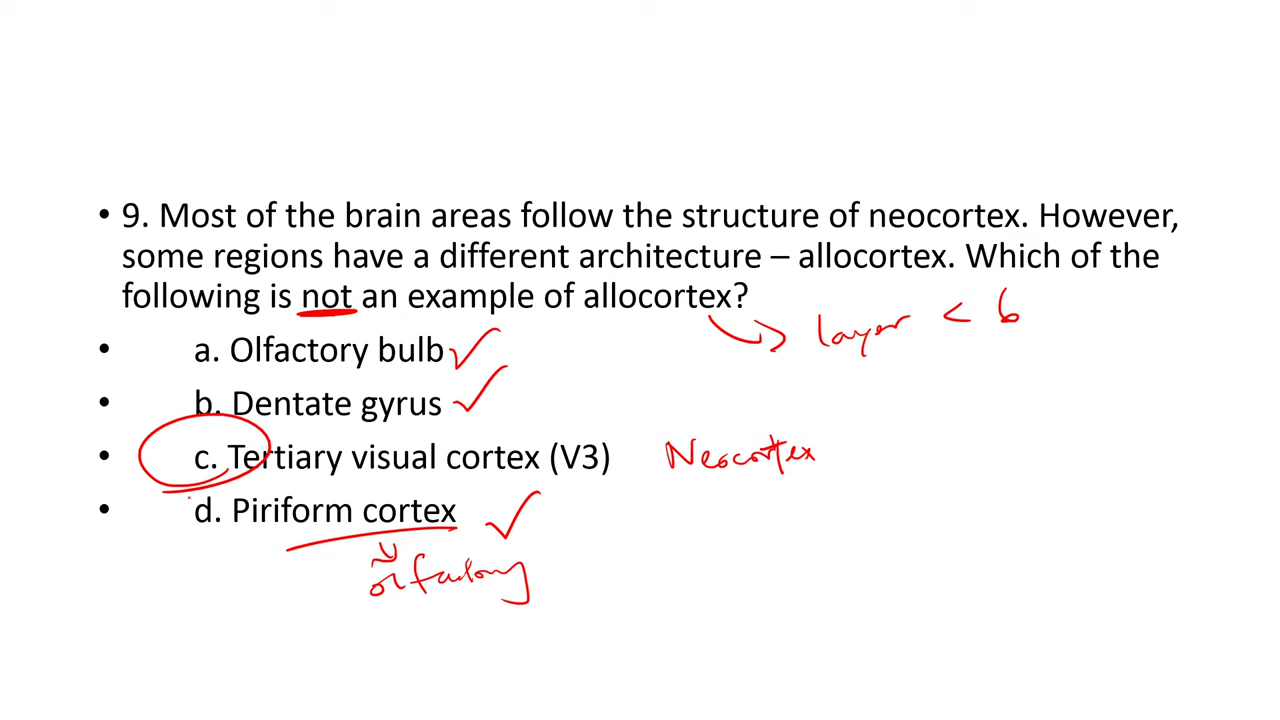 • 9. Most of the brain areas follow the structure of neocortex. However,
some regions have a different architecture – allocortex. Which of the
following is not an example of allocortex?
layer < 6
• a. Olfactory bulb ✓
• b. Dentate gyrus ✓
• c. Tertiary visual cortex (V3) Neocortex
• d. Piriform cortex ✓
olfactory